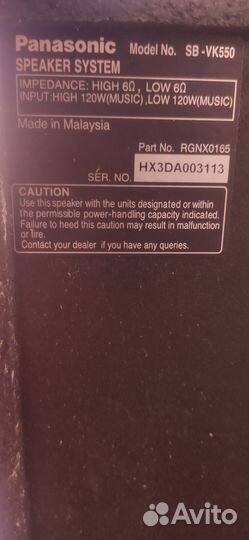 Panasonic Model No. SB-VK550
SPEAKER SYSTEM
IMPEDANCE: HIGH 6Ω, LOW 6Ω
INPUT:HIGH 120W(MUSIC),LOW 120W(MUSIC)
Made in Malaysia
Part No. RGNX0165
SER. NO. HX3DA003113
CAUTION
Use this speaker with the units designated or within
the permissible power-handling capacity indicated.
Failure to heed this caution may result in malfunction
or fire.
Contact your dealer if you have any queries.
Avito